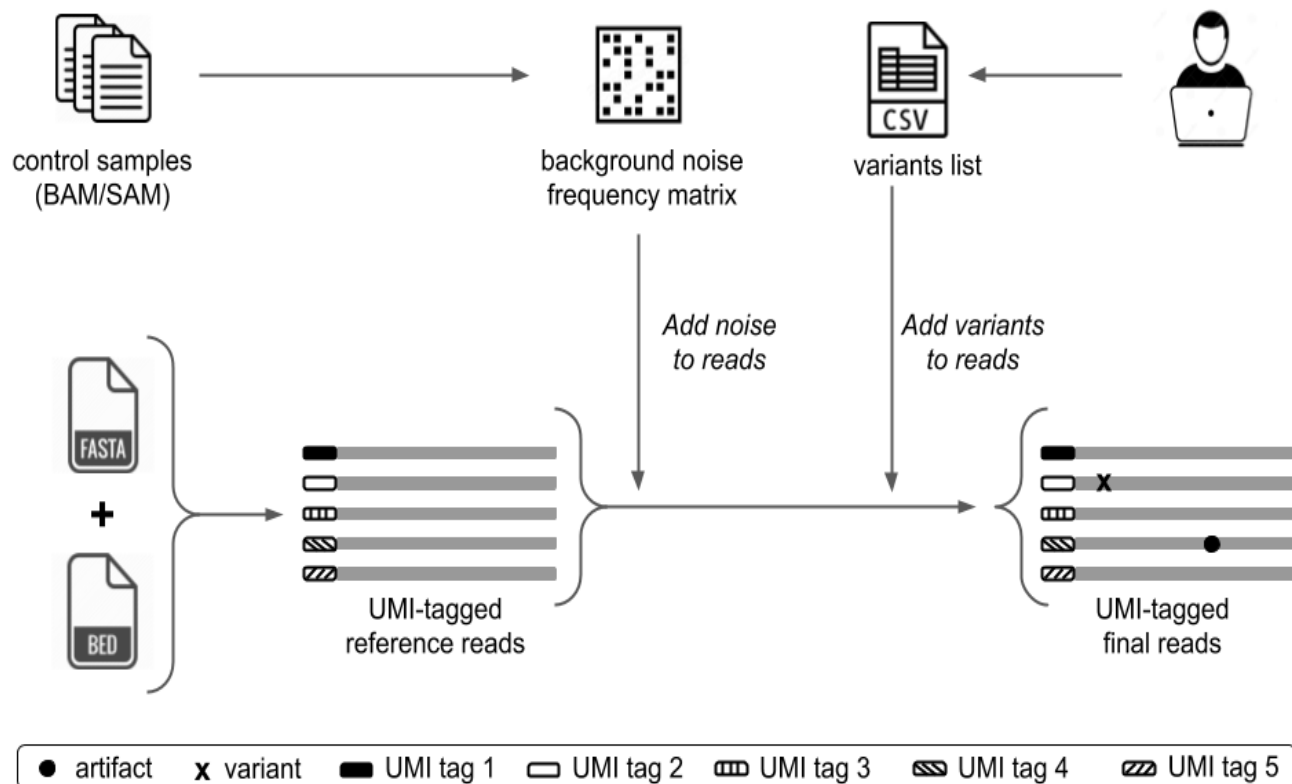 CSV
control samples
(BAM/SAM)
background noise
frequency matrix
variants list
Add noise
to reads
Add variants
to reads
FASTA
+
BED
x
UMI-tagged
reference reads
UMI-tagged
final reads
artifact
x variant
UMI tag 1
UMI tag 2
UMI tag 3
UMI tag 4
UMI tag 5